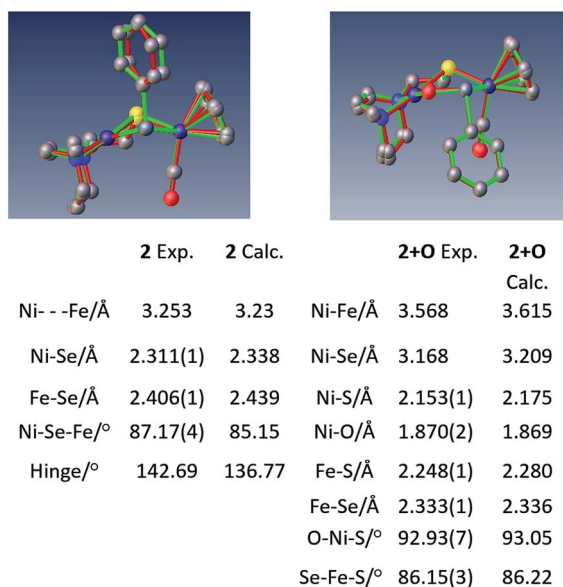 2 Exp. 2 Calc.
Ni- - -Fe/Å 3.253 3.23
Ni-Se/Å 2.311(1) 2.338
Fe-Se/Å 2.406(1) 2.439
Ni-Se-Fe/° 87.17(4) 85.15
Hinge/° 142.69 136.77
2+O Exp. 2+O
Calc.
Ni-Fe/Å 3.568 3.615
Ni-Se/Å 3.168 3.209
Ni-S/Å 2.153(1) 2.175
Ni-O/Å 1.870(2) 1.869
Fe-S/Å 2.248(1) 2.280
Fe-Se/Å 2.333(1) 2.336
O-Ni-S/° 92.93(7) 93.05
Se-Fe-S/° 86.15(3) 86.22